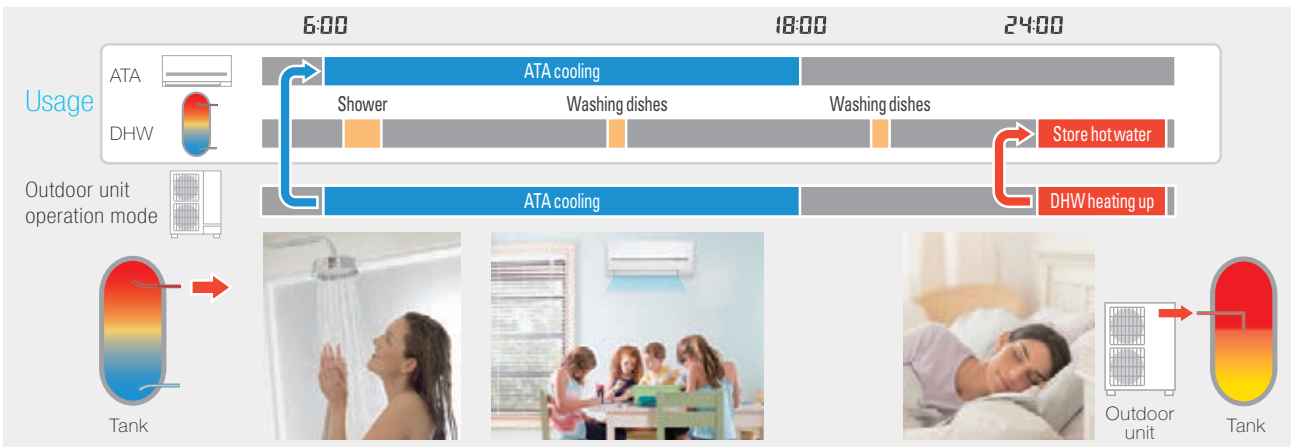 6:00 18:00 24:00
Usage
ATA
ATA cooling
Shower Washing dishes Washing dishes
DHW
Store hot water
Outdoor unit
operation mode
ATA cooling
DHW heating up
Tank
Outdoor
unit
Tank